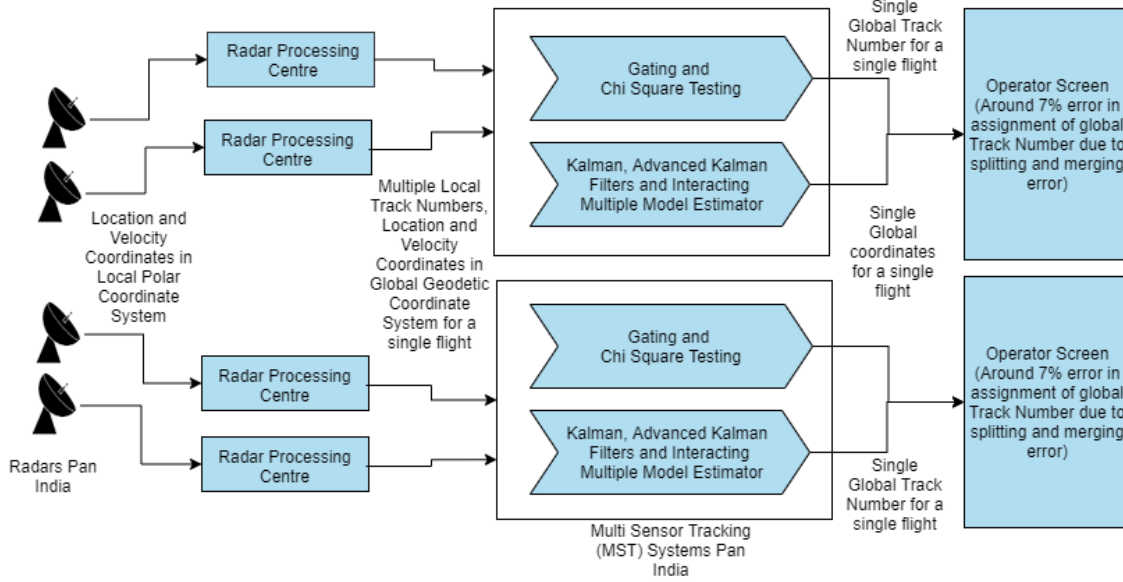 Radar Processing
Centre
Radar Processing
Centre
Location and
Velocity
Coordinates in
Local Polar
Coordinate
System
Multiple Local
Track Numbers,
Location and
Velocity
Coordinates in
Global Geodetic
Coordinate
System for a
single flight
Gating and
Chi Square Testing
Kalman, Advanced Kalman
Filters and Interacting
Multiple Model Estimator
Single
Global Track
Number for a
single flight
Single
Global
coordinates
for a single
flight
Operator Screen
(Around 7% error in
assignment of global
Track Number due to
splitting and merging
error)
Radar Processing
Centre
Radar Processing
Centre
Radars Pan
India
Gating and
Chi Square Testing
Kalman, Advanced Kalman
Filters and Interacting
Multiple Model Estimator
Multi Sensor Tracking
(MST) Systems Pan
India
Single
Global Track
Number for a
single flight
Operator Screen
(Around 7% error in
assignment of global
Track Number due to
splitting and merging
error)